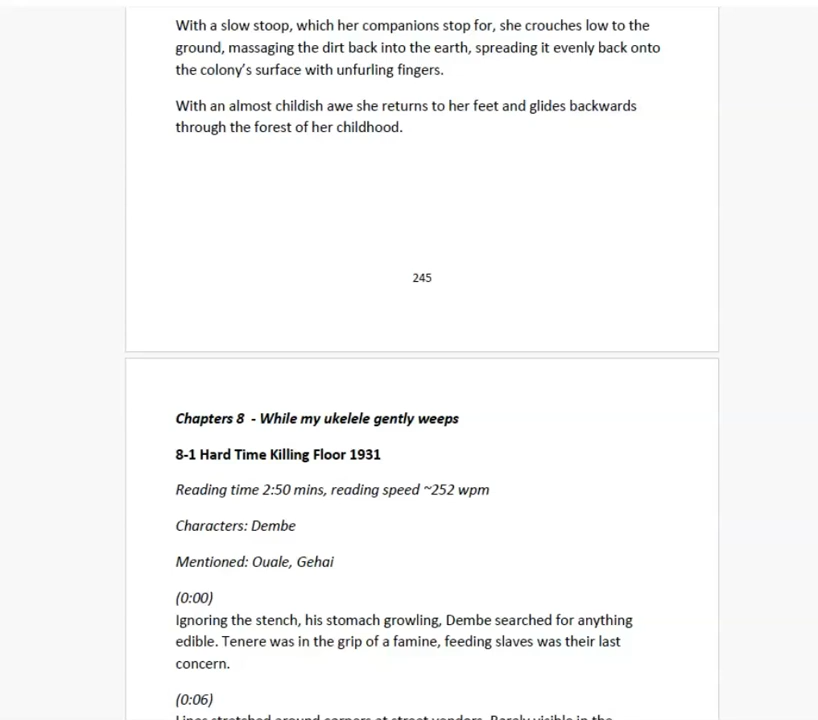 With a slow stoop, which her companions stop for, she crouches low to the
ground, massaging the dirt back into the earth, spreading it evenly back onto
the colony's surface with unfurling fingers.
With an almost childish awe she returns to her feet and glides backwards
through the forest of her childhood.
245
Chapters 8  - While my ukelele gently weeps
8-1 Hard Time Killing Floor 1931
Reading time 2:50 mins, reading speed ~252 wpm
Characters: Dembe
Mentioned: Ouale, Gehai
(0:00)
Ignoring the stench, his stomach growling, Dembe searched for anything
edible. Tenere was in the grip of a famine, feeding slaves was their last
concern.
(0:06)